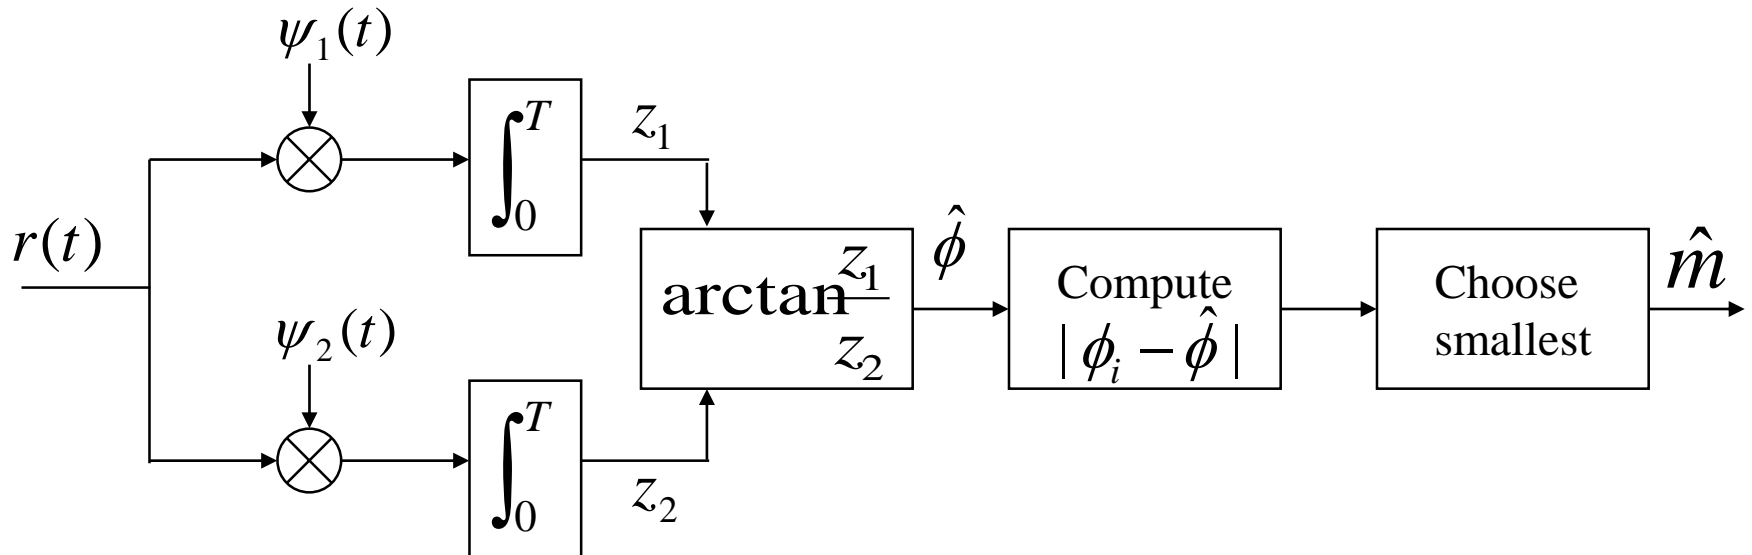 ψ₁(t)
∫₀ᵀ
z₁
r(t)
arctan z₁/z₂
φ̂
Compute
| φᵢ − φ̂ |
Choose
smallest
m̂
ψ₂(t)
∫₀ᵀ
z₂